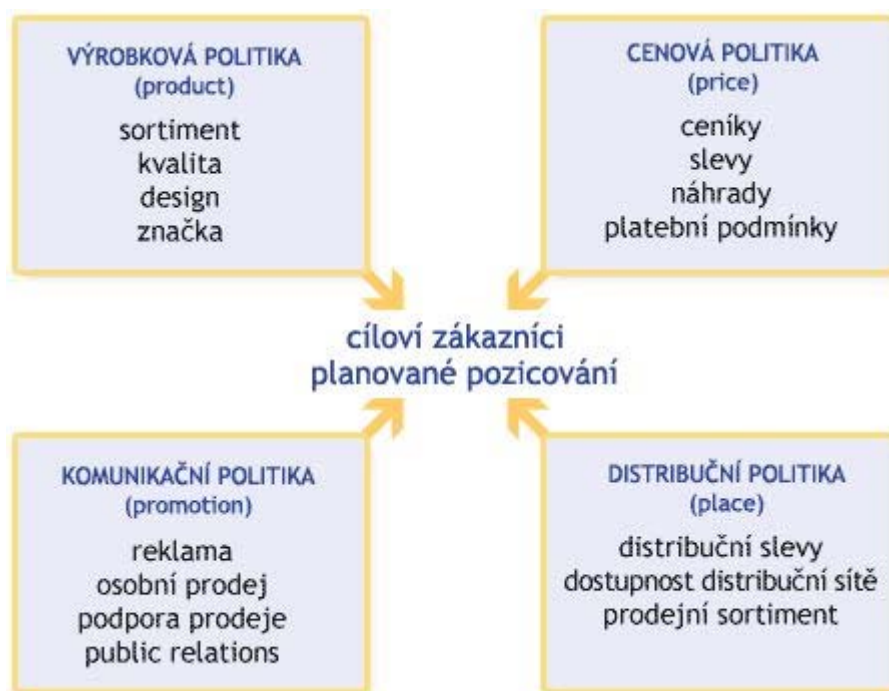 VÝROBKOVÁ POLITIKA
(product)
sortiment
kvalita
design
značka
CENOVÁ POLITIKA
(price)
ceníky
slevy
náhrady
platební podmínky
cíloví zákazníci
planované pozicování
KOMUNIKAČNÍ POLITIKA
(promotion)
reklama
osobní prodej
podpora prodeje
public relations
DISTRIBUČNÍ POLITIKA
(place)
distribuční slevy
dostupnost distribuční sítě
prodejní sortiment